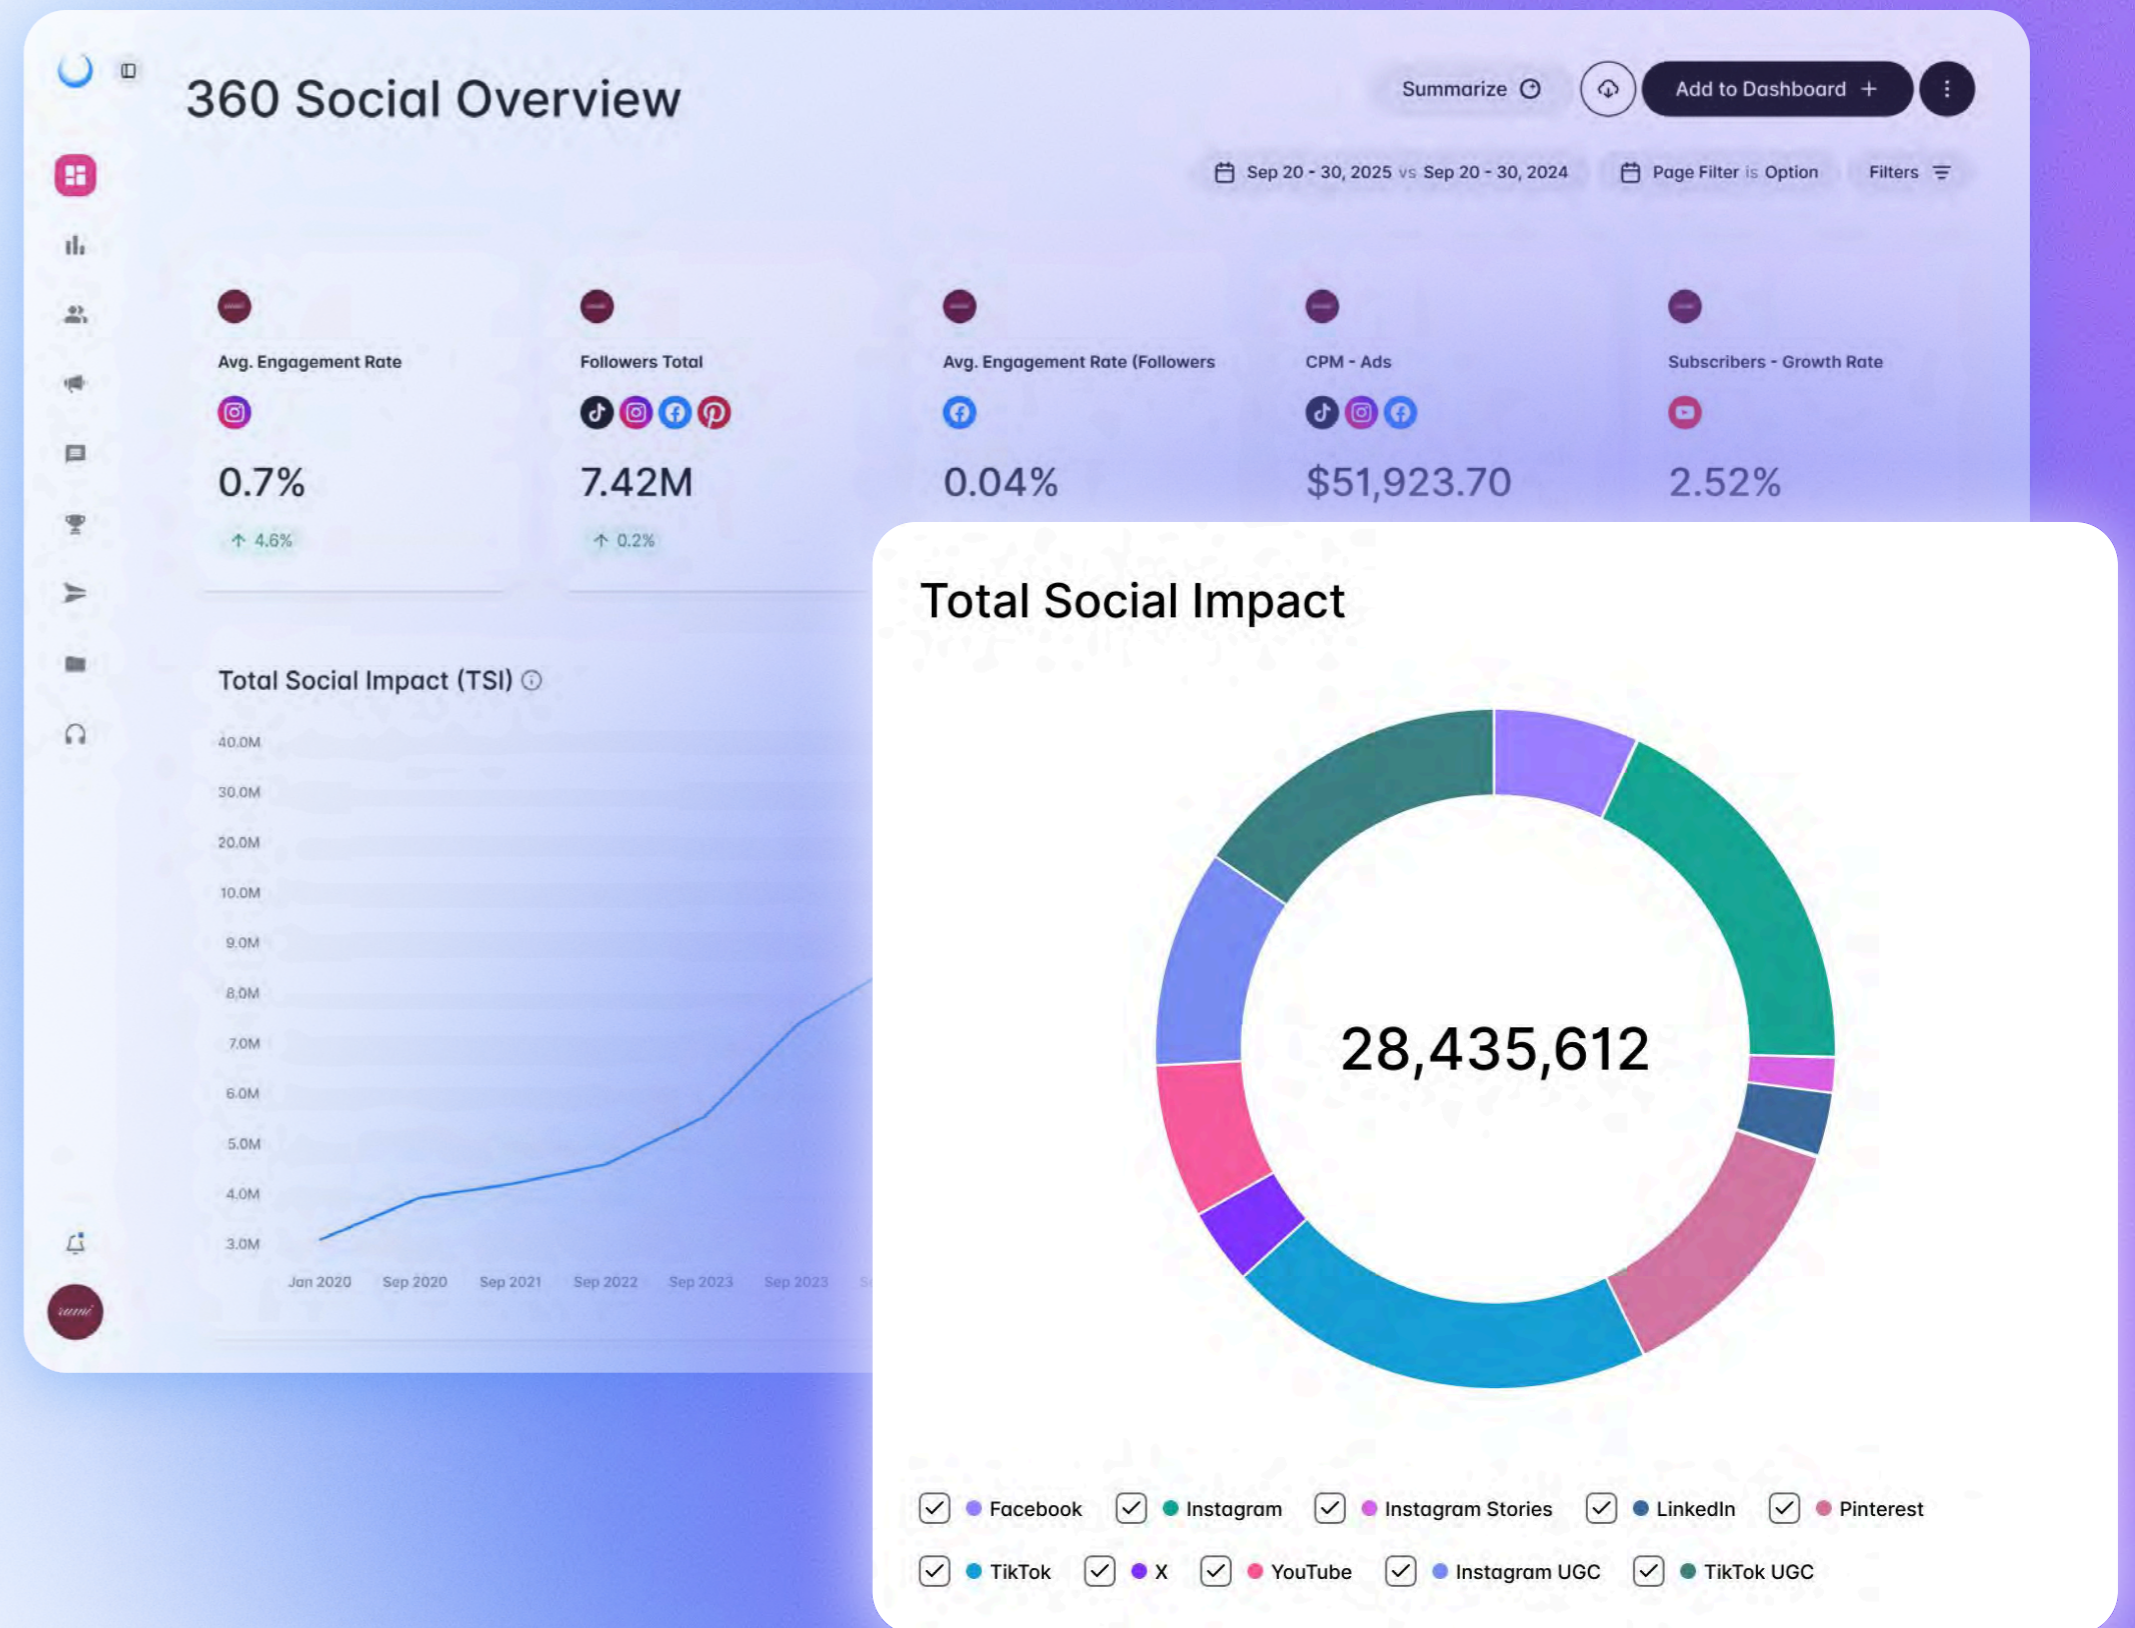 360 Social Overview
Summarize
Add to Dashboard +
Sep 20 - 30, 2025 vs Sep 20 - 30, 2024
Page Filter is Option
Filters
Avg. Engagement Rate
0.7%
↑ 4.6%
Followers Total
7.42M
↑ 0.2%
Avg. Engagement Rate (Followers
0.04%
CPM - Ads
$51,923.70
Subscribers - Growth Rate
2.52%
Total Social Impact (TSI)
40.0M
30.0M
20.0M
10.0M
9.0M
8.0M
7.0M
6.0M
5.0M
4.0M
3.0M
Jan 2020 Sep 2020 Sep 2021 Sep 2022 Sep 2023 Sep 2023
rumi
Total Social Impact
28,435,612
Facebook Instagram Instagram Stories LinkedIn Pinterest
TikTok X YouTube Instagram UGC TikTok UGC